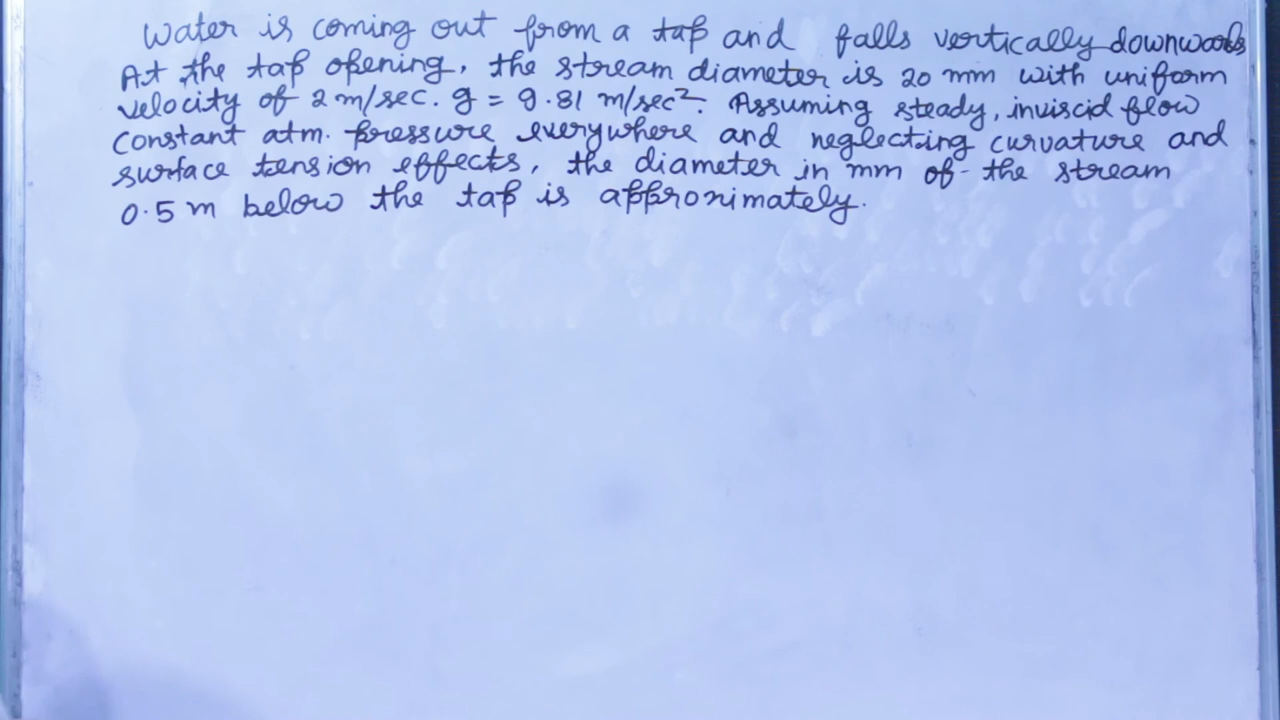 Water is coming out from a tap and falls vertically downwards
At the tap opening, the stream diameter is 20 mm with uniform
velocity of 2 m/sec. g = 9.81 m/sec². Assuming steady, inviscid flow
constant atm. pressure everywhere and neglecting curvature and
surface tension effects, the diameter in mm of the stream
0.5 m below the tap is approximately.